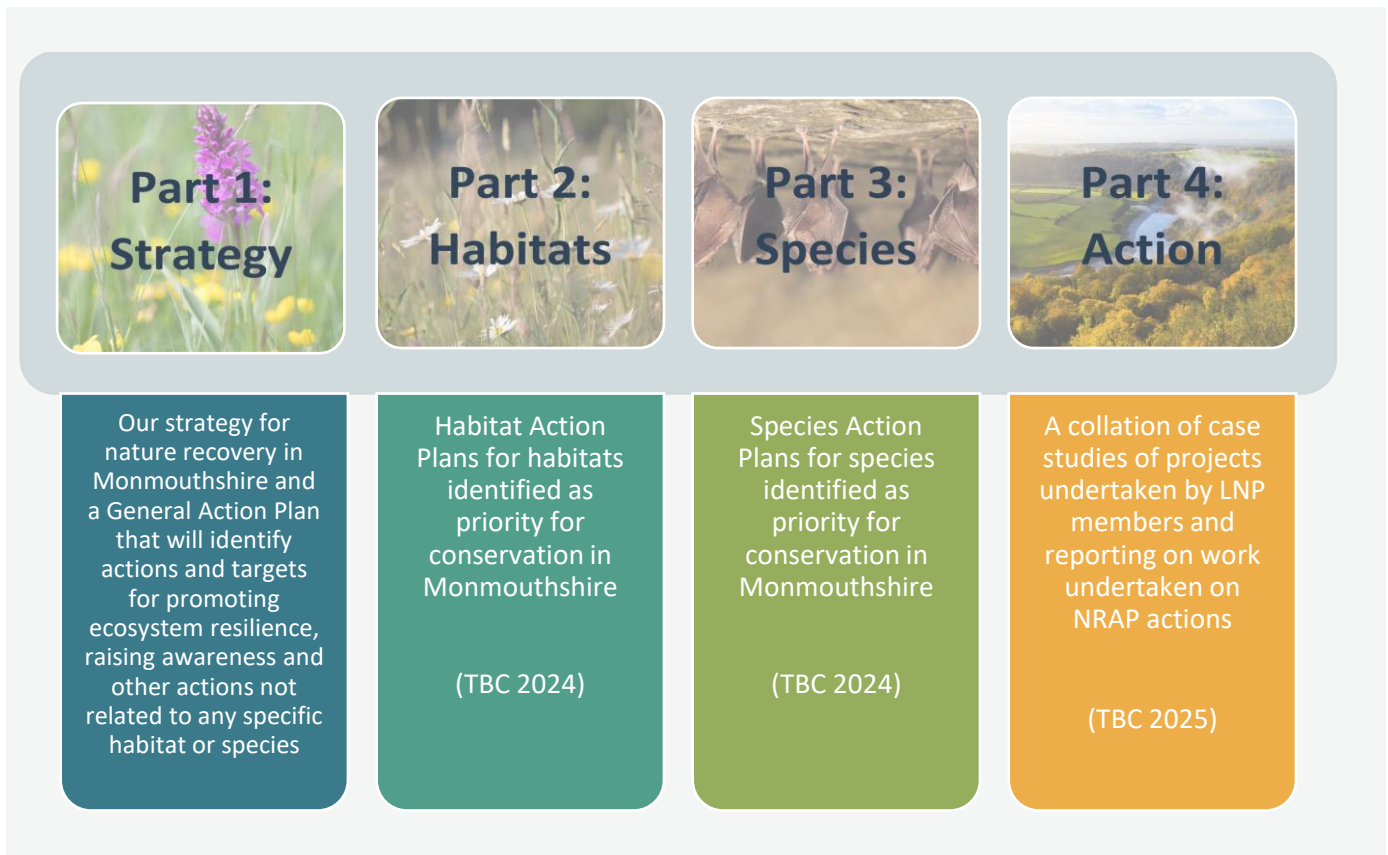 Part 1:
Strategy
Part 2:
Habitats
Part 3:
Species
Part 4:
Action
Our strategy for
nature recovery in
Monmouthshire and
a General Action Plan
that will identify
actions and targets
for promoting
ecosystem resilience,
raising awareness and
other actions not
related to any specific
habitat or species
Habitat Action
Plans for habitats
identified as
priority for
conservation in
Monmouthshire
(TBC 2024)
Species Action
Plans for species
identified as
priority for
conservation in
Monmouthshire
(TBC 2024)
A collation of case
studies of projects
undertaken by LNP
members and
reporting on work
undertaken on
NRAP actions
(TBC 2025)